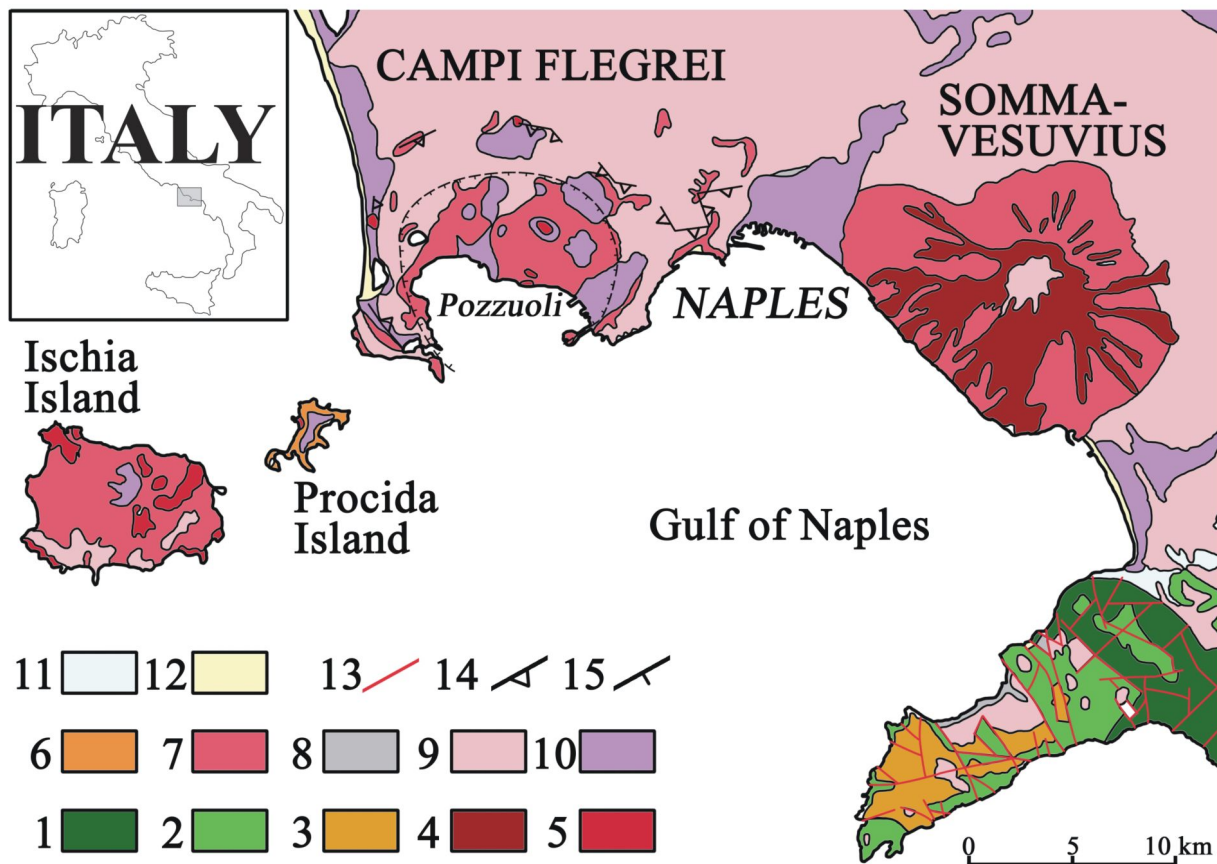 ITALY
CAMPI FLEGREI
SOMMA-
VESUVIUS
Pozzuoli
NAPLES
Ischia
Island
Procida
Island
Gulf of Naples
11 12 13 14 15
6 7 8 9 10
1 2 3 4 5
0 5 10 km